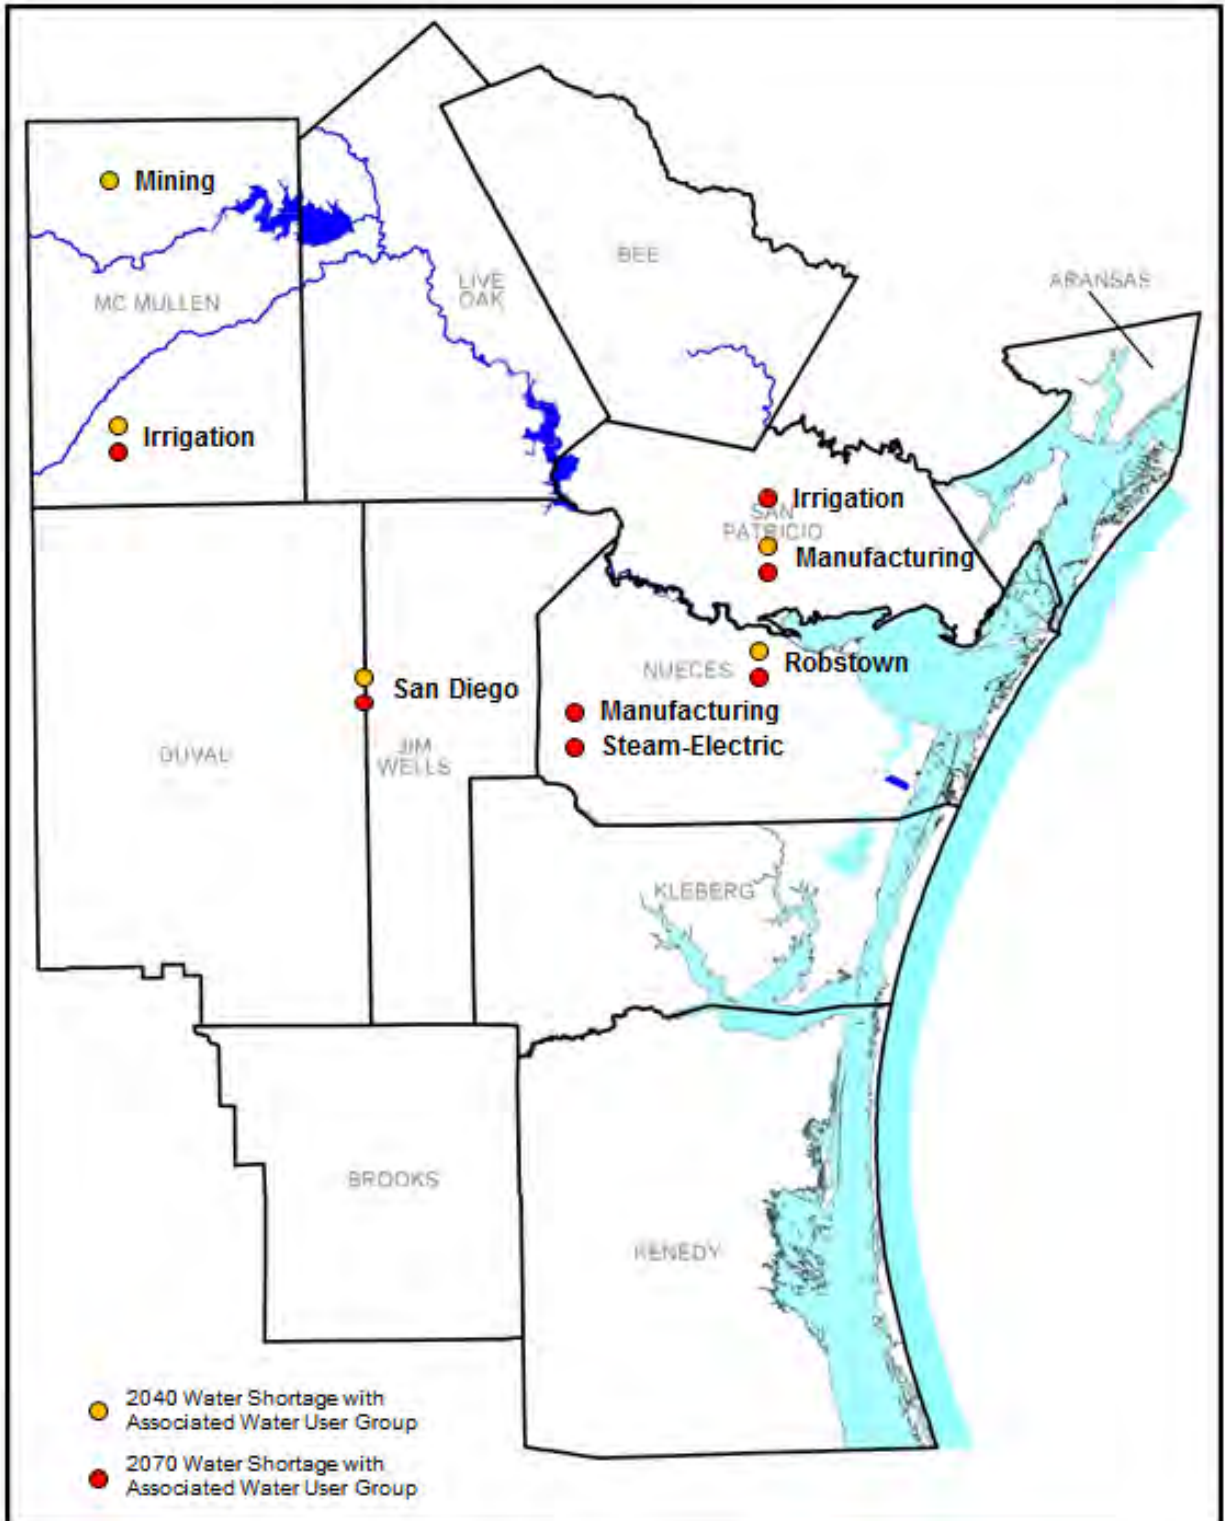 Mining
BEE
ARANSAS
LIVE
OAK
MC MULLEN
Irrigation
Irrigation
SAN
PATRICIO
Manufacturing
Robstown
NUECES
San Diego
Manufacturing
Steam-Electric
DUVAL
JIM
WELLS
KLEBERG
BROOKS
KENEDY
2040 Water Shortage with
Associated Water User Group
2070 Water Shortage with
Associated Water User Group